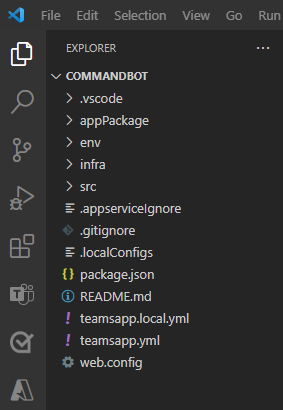 File Edit Selection View Go Run
EXPLORER
COMMANDBOT
.vscode
appPackage
env
infra
src
.appserviceIgnore
.gitignore
.localConfigs
package.json
README.md
teamsapp.local.yml
teamsapp.yml
web.config